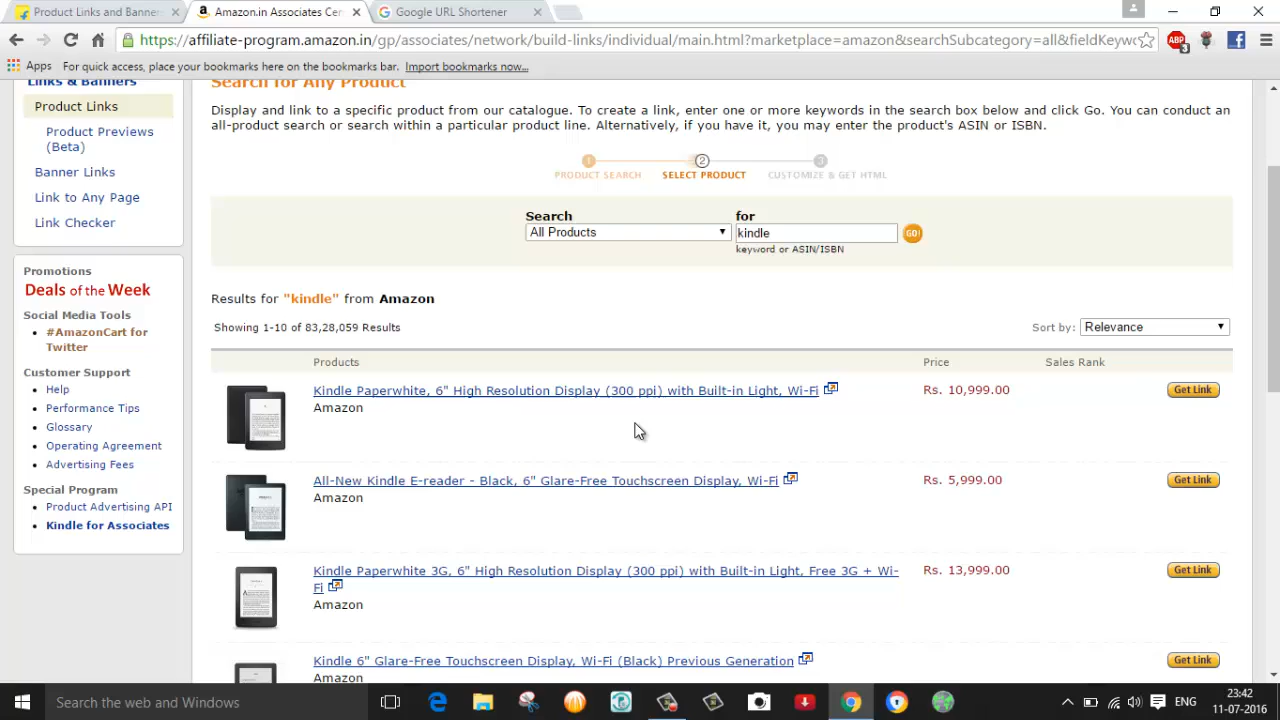 Product Links and Banner
Amazon.in Associates Cen
Google URL Shortener
https://affiliate-program.amazon.in/gp/associates/network/build-links/individual/main.html?marketplace=amazon&searchSubcategory=all&fieldKeywo
ABP
3
Apps For quick access, place your bookmarks here on the bookmarks bar. Import bookmarks now...
Links & Banners
Product Links
Product Previews
(Beta)
Banner Links
Link to Any Page
Link Checker
Promotions
Deals of the Week
Social Media Tools
#AmazonCart for
Twitter
Customer Support
Help
Performance Tips
Glossary
Operating Agreement
Advertising Fees
Special Program
Product Advertising API
Kindle for Associates
Search for Any Product
Display and link to a specific product from our catalogue. To create a link, enter one or more keywords in the search box below and click Go. You can conduct an
all-product search or search within a particular product line. Alternatively, if you have it, you may enter the product's ASIN or ISBN.
1 2 3
PRODUCT SEARCH SELECT PRODUCT CUSTOMIZE & GET HTML
Search for
All Products kindle GO!
keyword or ASIN/ISBN
Results for "kindle" from Amazon
Showing 1-10 of 83,28,059 Results
Sort by: Relevance
Products Price Sales Rank
Kindle Paperwhite, 6" High Resolution Display (300 ppi) with Built-in Light, Wi-Fi Rs. 10,999.00 Get Link
Amazon
All-New Kindle E-reader - Black, 6" Glare-Free Touchscreen Display, Wi-Fi Rs. 5,999.00 Get Link
Amazon
Kindle Paperwhite 3G, 6" High Resolution Display (300 ppi) with Built-in Light, Free 3G + Wi- Rs. 13,999.00 Get Link
Fi
Amazon
Kindle 6" Glare-Free Touchscreen Display, Wi-Fi (Black) Previous Generation Get Link
Amazon
Search the web and Windows
ENG
23:42
11-07-2016